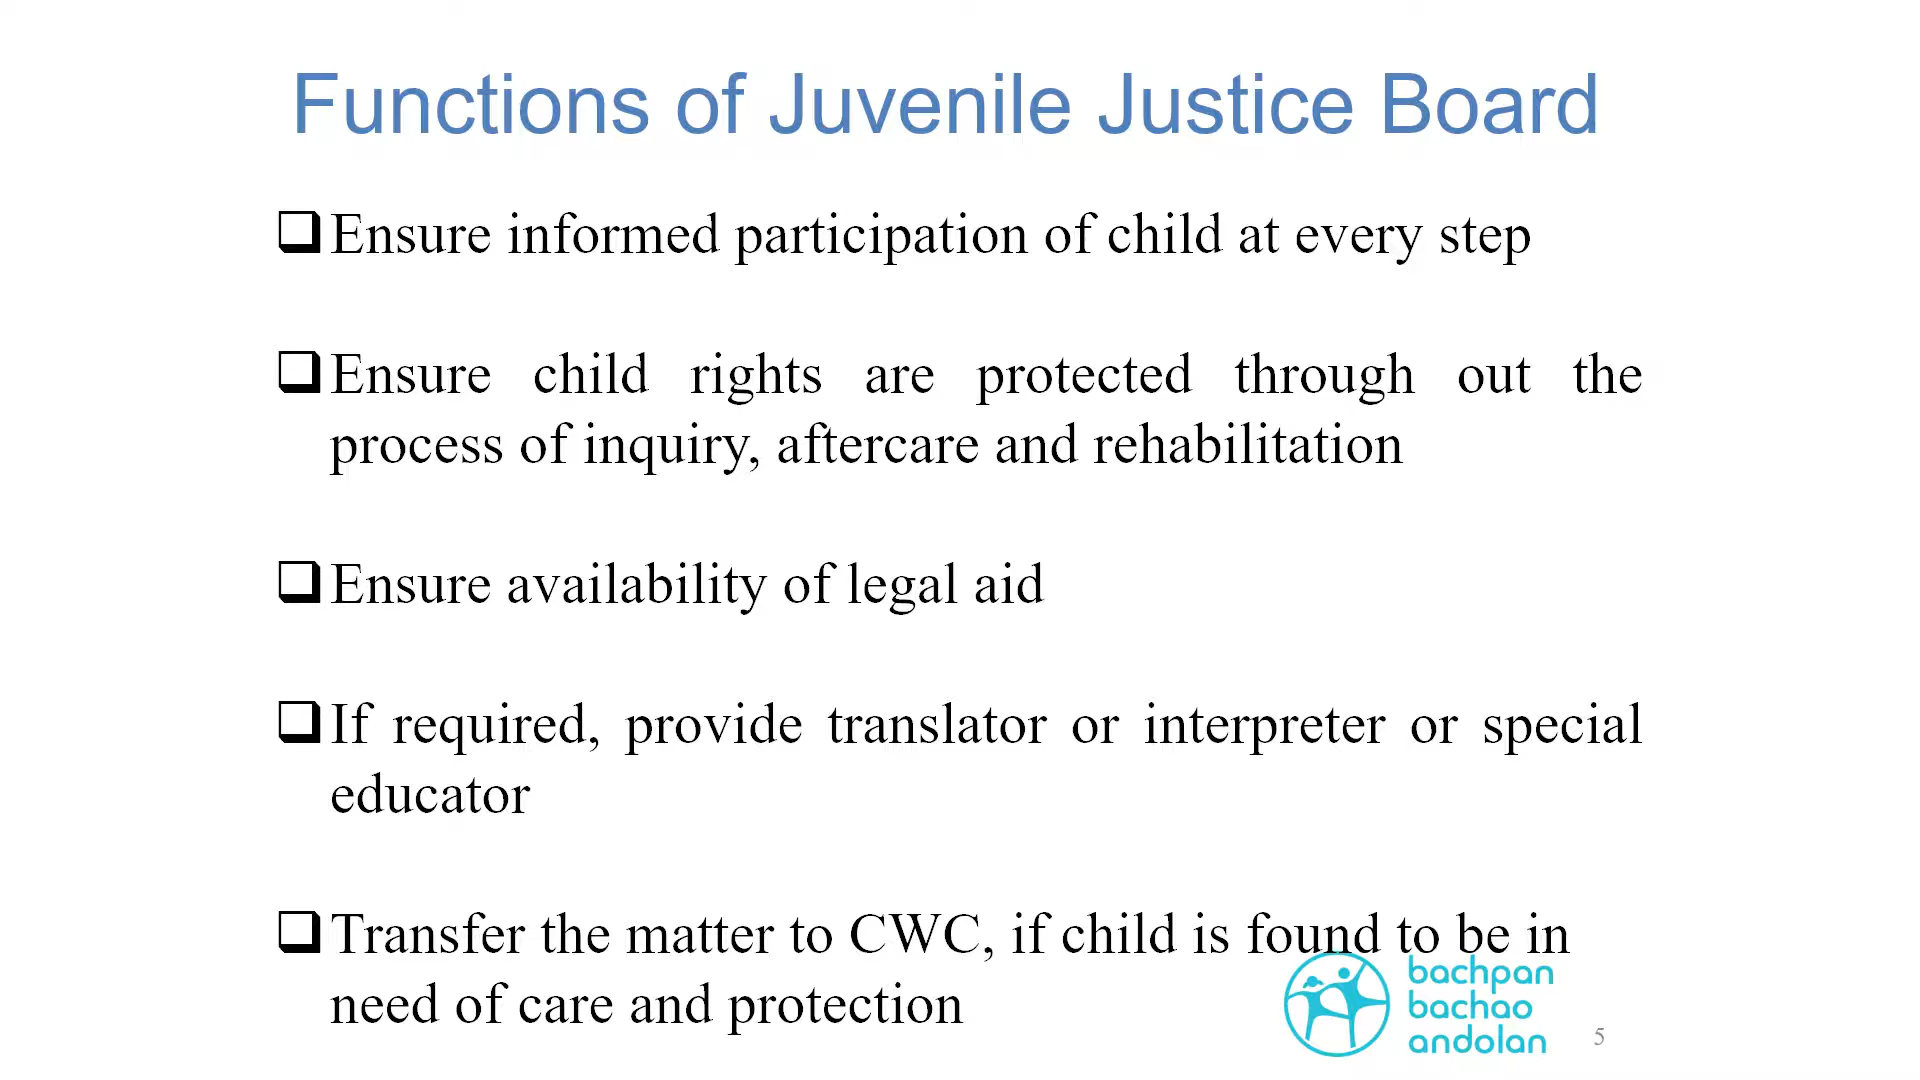 Functions of Juvenile Justice Board
Ensure informed participation of child at every step
Ensure child rights are protected through out the
process of inquiry, aftercare and rehabilitation
Ensure availability of legal aid
If required, provide translator or interpreter or special
educator
Transfer the matter to CWC, if child is found to be in
need of care and protection
bachpan
bachao
andolan
5